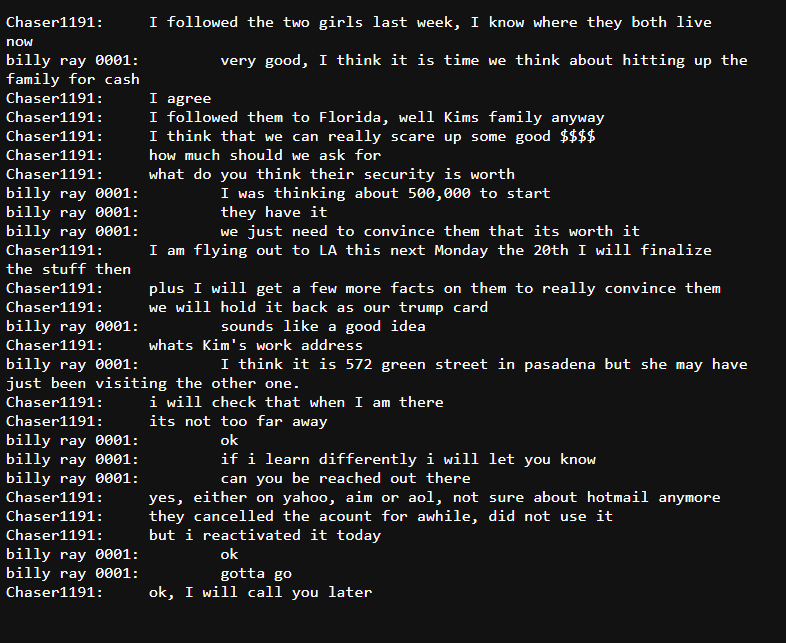 Chaser1191: I followed the two girls last week, I know where they both live
now
billy ray 0001: very good, I think it is time we think about hitting up the
family for cash
Chaser1191: I agree
Chaser1191: I followed them to Florida, well Kims family anyway
Chaser1191: I think that we can really scare up some good $$$$
Chaser1191: how much should we ask for
Chaser1191: what do you think their security is worth
billy ray 0001: I was thinking about 500,000 to start
billy ray 0001: they have it
billy ray 0001: we just need to convince them that its worth it
Chaser1191: I am flying out to LA this next Monday the 20th I will finalize
the stuff then
Chaser1191: plus I will get a few more facts on them to really convince them
Chaser1191: we will hold it back as our trump card
billy ray 0001: sounds like a good idea
Chaser1191: whats Kim's work address
billy ray 0001: I think it is 572 green street in pasadena but she may have
just been visiting the other one.
Chaser1191: i will check that when I am there
Chaser1191: its not too far away
billy ray 0001: ok
billy ray 0001: if i learn differently i will let you know
billy ray 0001: can you be reached out there
Chaser1191: yes, either on yahoo, aim or aol, not sure about hotmail anymore
Chaser1191: they cancelled the acount for awhile, did not use it
Chaser1191: but i reactivated it today
billy ray 0001: ok
billy ray 0001: gotta go
Chaser1191: ok, I will call you later